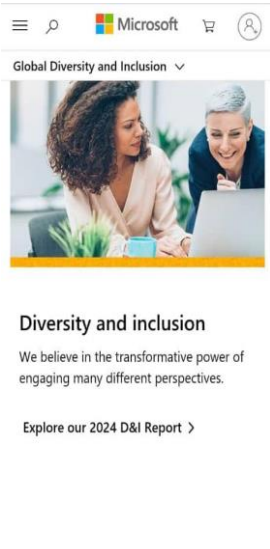 Microsoft
Global Diversity and Inclusion
Diversity and inclusion
We believe in the transformative power of
engaging many different perspectives.
Explore our 2024 D&I Report